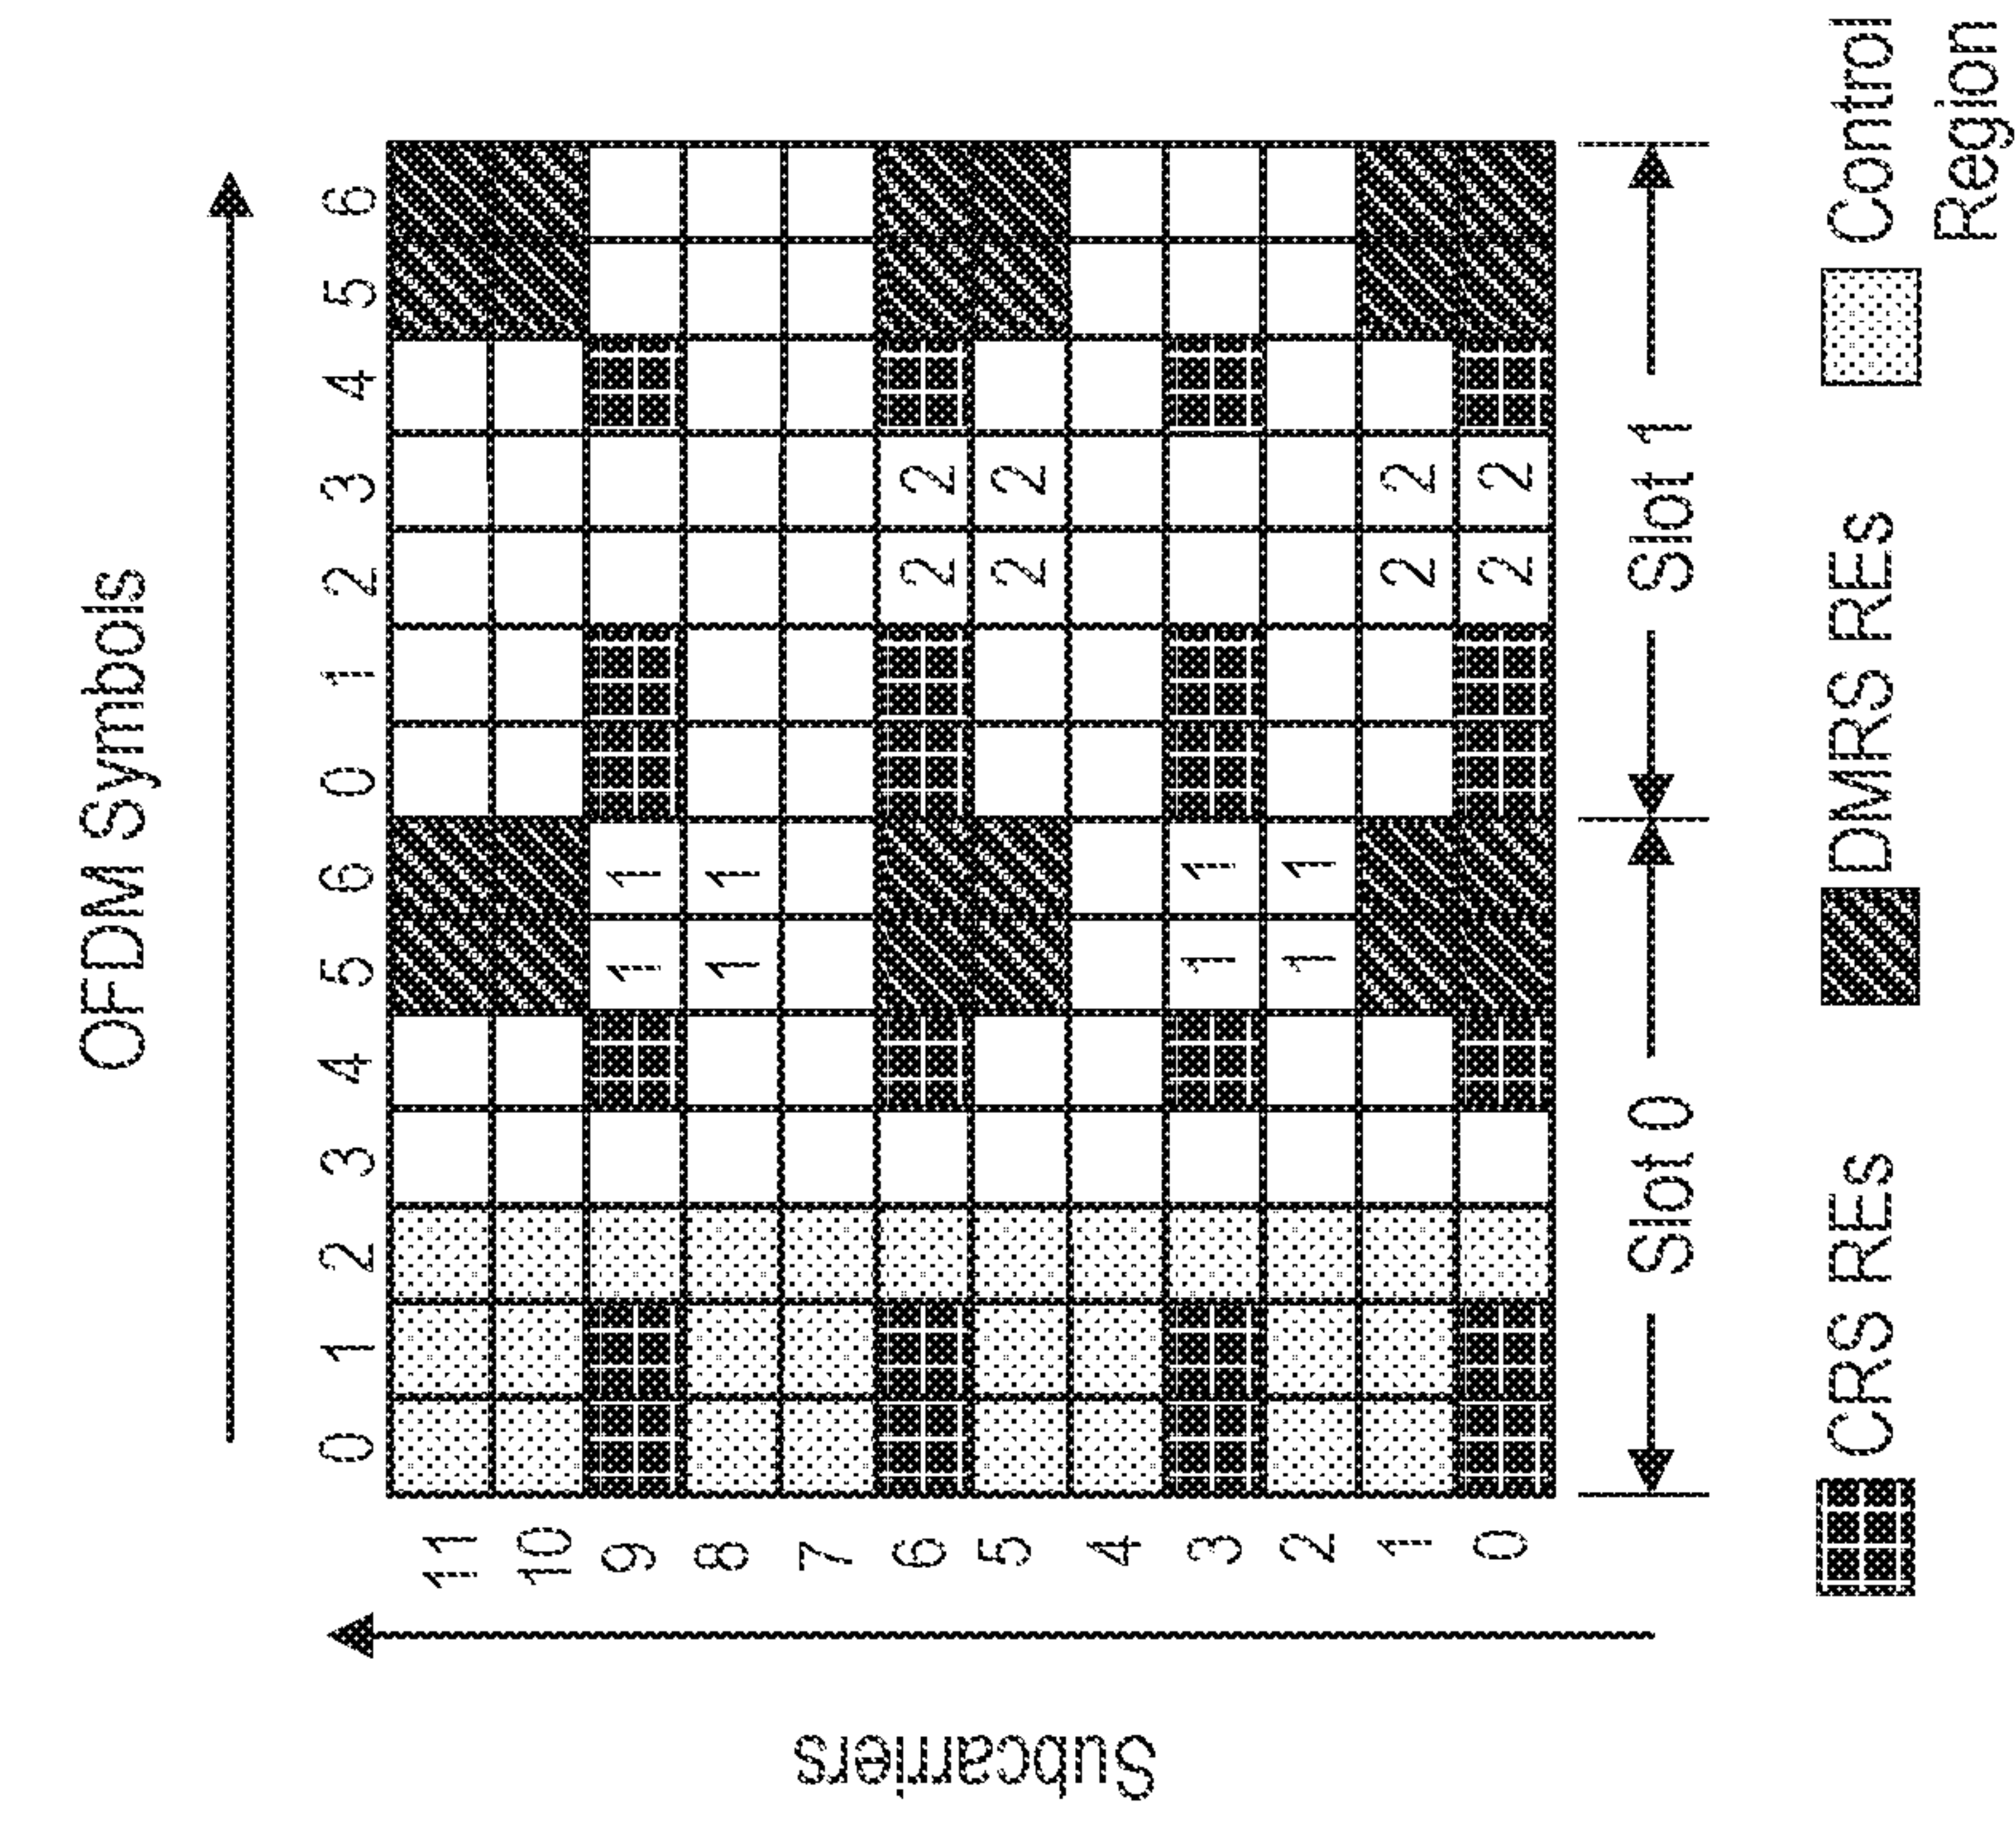 OFDM Symbols
0 1 2 3 4 5 6 0 1 2 3 4 5 6
Subcarriers
11
10
9 1 1
8 1 1
7
6 2 2
5 2 2
4
3 1 1
2 1 1
1 2 2
0 2 2
Slot 0 Slot 1
CRS REs DMRS REs Control
Region